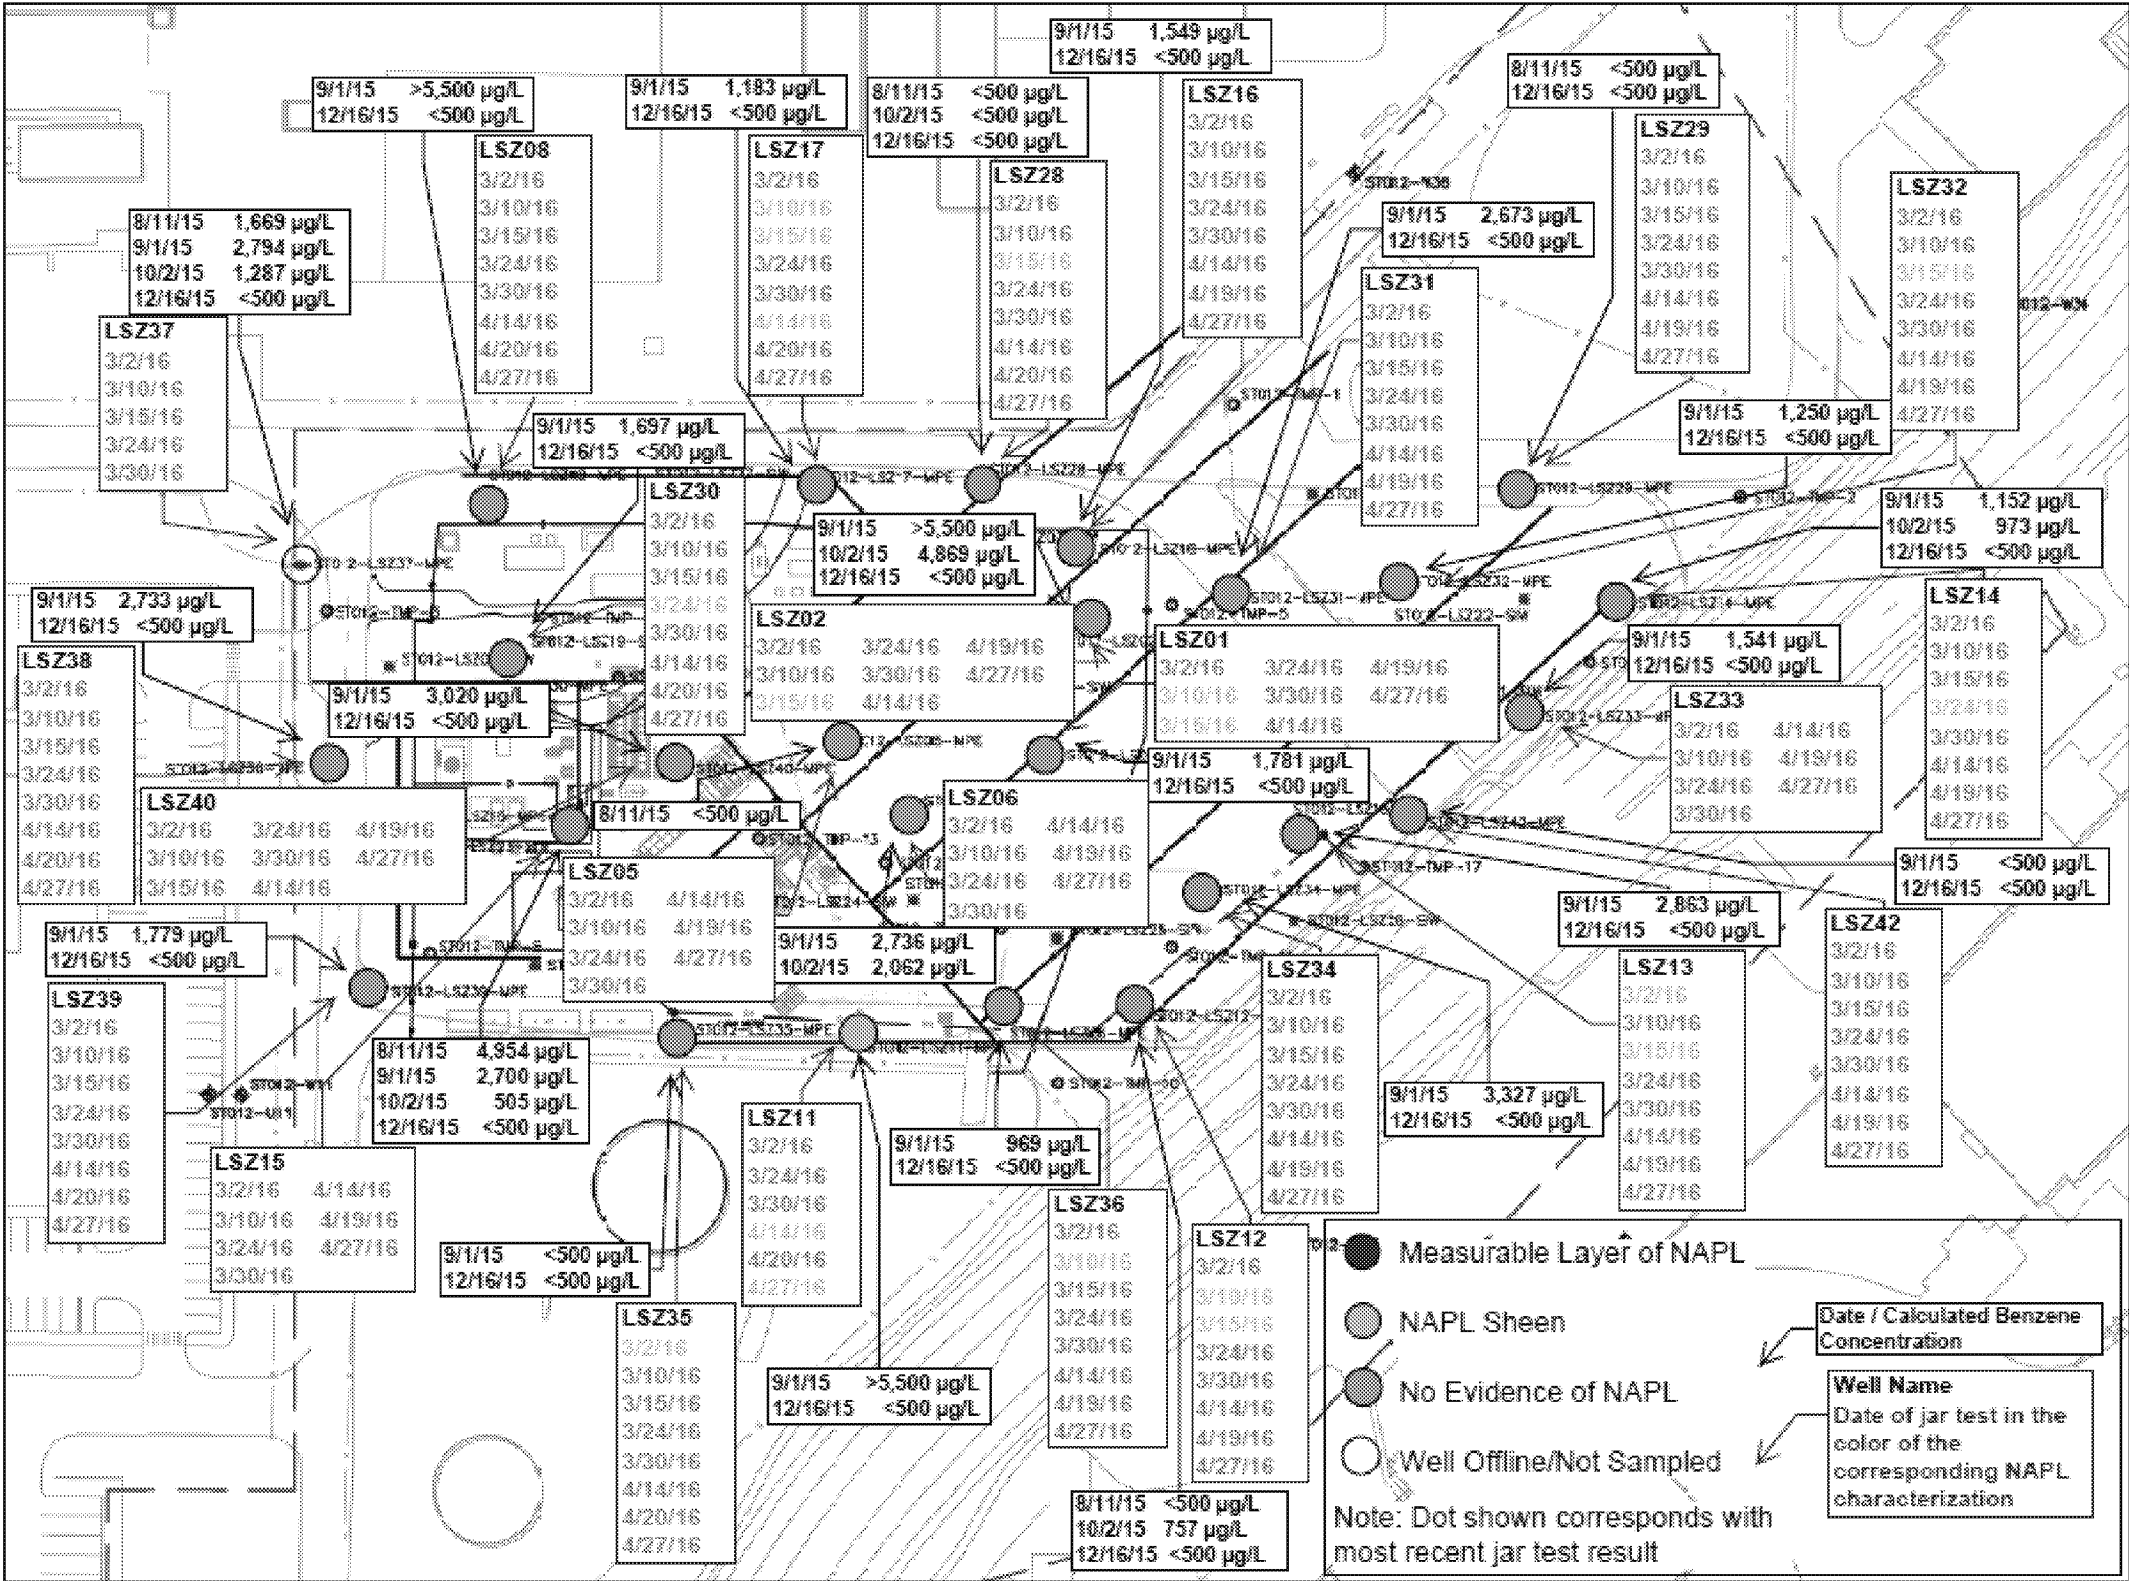 9/1/15 1,549 µg/L
12/16/15 <500 µg/L
8/11/15 <500 µg/L
12/16/15 <500 µg/L
9/1/15 >5,500 µg/L
12/16/15 <500 µg/L
9/1/15 1,183 µg/L
12/16/15 <500 µg/L
8/11/15 <500 µg/L
10/2/15 <500 µg/L
12/16/15 <500 µg/L
LSZ16
3/2/16
3/10/16
3/15/16
3/24/16
3/30/16
4/14/16
4/19/16
4/27/16
LSZ29
3/2/16
3/10/16
3/15/16
3/24/16
3/30/16
4/14/16
4/19/16
4/27/16
LSZ08
3/2/16
3/10/16
3/15/16
3/24/16
3/30/16
4/14/16
4/20/16
4/27/16
LSZ17
3/2/16
3/10/16
3/15/16
3/24/16
3/30/16
4/14/16
4/20/16
4/27/16
LSZ28
3/2/16
3/10/16
3/15/16
3/24/16
3/30/16
4/14/16
4/20/16
4/27/16
LSZ32
3/2/16
3/10/16
3/15/16
3/24/16
3/30/16
4/14/16
4/19/16
4/27/16
8/11/15 1,669 µg/L
9/1/15 2,794 µg/L
10/2/15 1,287 µg/L
12/16/15 <500 µg/L
9/1/15 2,673 µg/L
12/16/15 <500 µg/L
LSZ31
3/2/16
3/10/16
3/15/16
3/24/16
3/30/16
4/14/16
4/19/16
4/27/16
LSZ37
3/2/16
3/10/16
3/15/16
3/24/16
3/30/16
9/1/15 1,697 µg/L
12/16/15 <500 µg/L
9/1/15 1,250 µg/L
12/16/15 <500 µg/L
LSZ30
3/2/16
3/10/16
3/15/16
3/24/16
3/30/16
4/14/16
4/20/16
4/27/16
9/1/15 >5,500 µg/L
10/2/15 4,869 µg/L
12/16/15 <500 µg/L
9/1/15 1,152 µg/L
10/2/15 973 µg/L
12/16/15 <500 µg/L
9/1/15 2,733 µg/L
12/16/15 <500 µg/L
LSZ02
3/2/16 3/24/16 4/19/16
3/10/16 3/30/16 4/27/16
3/15/16 4/14/16
LSZ01
3/2/16 3/24/16 4/19/16
3/10/16 3/30/16 4/27/16
3/15/16 4/14/16
9/1/15 1,541 µg/L
12/16/15 <500 µg/L
LSZ14
3/2/16
3/10/16
3/15/16
3/24/16
3/30/16
4/14/16
4/19/16
4/27/16
LSZ38
3/2/16
3/10/16
3/15/16
3/24/16
3/30/16
4/14/16
4/20/16
4/27/16
9/1/15 3,020 µg/L
12/16/15 <500 µg/L
LSZ33
3/2/16 4/14/16
3/10/16 4/19/16
3/24/16 4/27/16
3/30/16
9/1/15 1,781 µg/L
12/16/15 <500 µg/L
LSZ40
3/2/16 3/24/16 4/19/16
3/10/16 3/30/16 4/27/16
3/15/16 4/14/16
8/11/15 <500 µg/L
LSZ06
3/2/16 4/14/16
3/10/16 4/19/16
3/24/16 4/27/16
3/30/16
9/1/15 <500 µg/L
12/16/15 <500 µg/L
LSZ05
3/2/16 4/14/16
3/10/16 4/19/16
3/24/16 4/27/16
3/30/16
9/1/15 2,863 µg/L
12/16/15 <500 µg/L
9/1/15 1,779 µg/L
12/16/15 <500 µg/L
9/1/15 2,736 µg/L
10/2/15 2,062 µg/L
LSZ42
3/2/16
3/10/16
3/15/16
3/24/16
3/30/16
4/14/16
4/19/16
4/27/16
LSZ34
3/2/16
3/10/16
3/15/16
3/24/16
3/30/16
4/14/16
4/19/16
4/27/16
LSZ13
3/2/16
3/10/16
3/15/16
3/24/16
3/30/16
4/14/16
4/19/16
4/27/16
LSZ39
3/2/16
3/10/16
3/15/16
3/24/16
3/30/16
4/14/16
4/20/16
4/27/16
8/11/15 4,954 µg/L
9/1/15 2,700 µg/L
10/2/15 505 µg/L
12/16/15 <500 µg/L
9/1/15 3,327 µg/L
12/16/15 <500 µg/L
LSZ11
3/2/16
3/24/16
3/30/16
4/14/16
4/20/16
4/27/16
9/1/15 969 µg/L
12/16/15 <500 µg/L
LSZ15
3/2/16 4/14/16
3/10/16 4/19/16
3/24/16 4/27/16
3/30/16
LSZ36
3/2/16
3/10/16
3/15/16
3/24/16
3/30/16
4/14/16
4/19/16
4/27/16
LSZ12
3/2/16
3/10/16
3/15/16
3/24/16
3/30/16
4/14/16
4/19/16
4/27/16
9/1/15 <500 µg/L
12/16/15 <500 µg/L
LSZ35
3/2/16
3/10/16
3/15/16
3/24/16
3/30/16
4/14/16
4/20/16
4/27/16
9/1/15 >5,500 µg/L
12/16/15 <500 µg/L
8/11/15 <500 µg/L
10/2/15 757 µg/L
12/16/15 <500 µg/L
Measurable Layer of NAPL
NAPL Sheen
No Evidence of NAPL
Well Offline/Not Sampled
Note: Dot shown corresponds with
most recent jar test result
Date / Calculated Benzene
Concentration
Well Name
Date of jar test in the
color of the
corresponding NAPL
characterization
ST012-LSZ37-MPE
ST012-LSZ39-MPE
ST012-LSZ29-MPE
ST012-TMP-2
ST012-TMP-17
ST012-W11